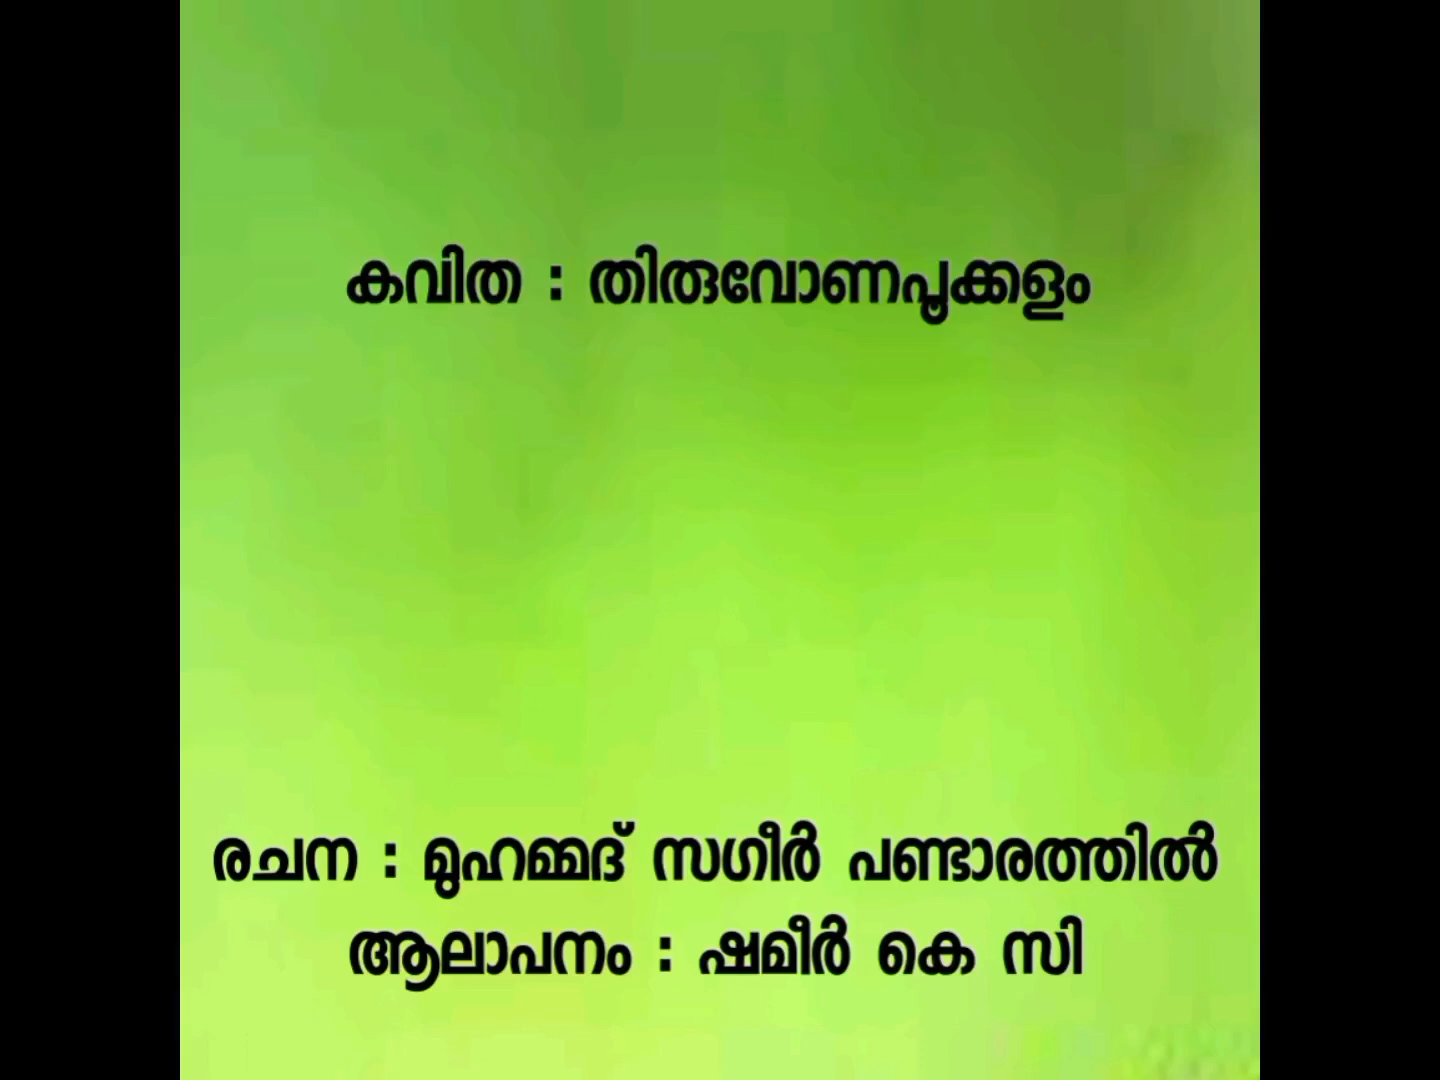 കവിത : തിരുവോണപൂക്കളം
രചന : മുഹമ്മദ് സഗീർ പണ്ടാരത്തിൽ
ആലാപനം : ഷമീർ കെ സി